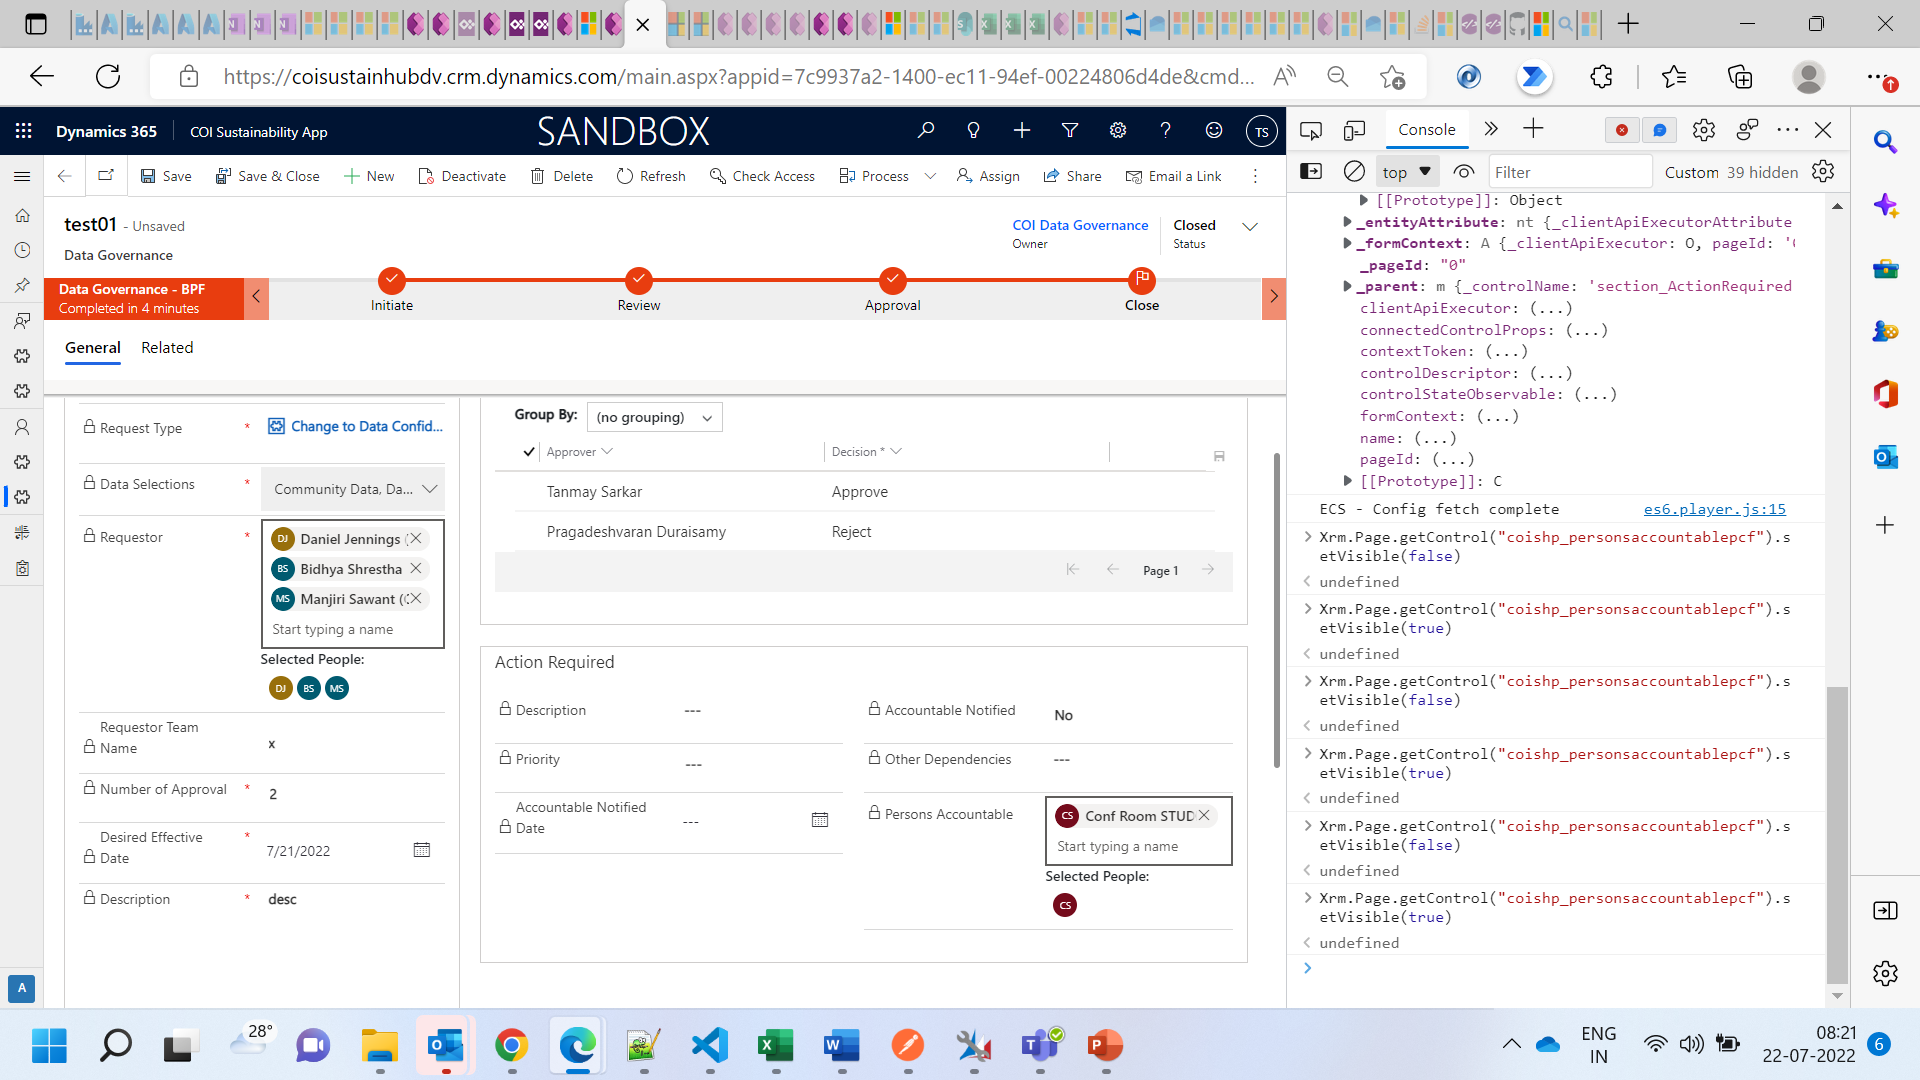 https://coisustainhubdv.crm.dynamics.com/main.aspx?appid=7c9937a2-1400-ec11-94ef-00224806d4de&cmd...
Dynamics 365
COI Sustainability App
SANDBOX
TS
Save
Save & Close
New
Deactivate
Delete
Refresh
Check Access
Process
Assign
Share
Email a Link
test01 - Unsaved
Data Governance
COI Data Governance
Owner
Closed
Status
Data Governance - BPF
Completed in 4 minutes
Initiate
Review
Approval
Close
General
Related
Request Type *
Change to Data Confid...
Data Selections *
Community Data, Da...
Requestor *
DJ Daniel Jennings (
BS Bidhya Shrestha
MS Manjiri Sawant (
Start typing a name
Selected People:
DJ BS MS
Requestor Team
Name
x
Number of Approval *
2
Desired Effective *
Date
7/21/2022
Description *
desc
Group By:
(no grouping)
Approver
Decision *
Tanmay Sarkar
Approve
Pragadeshvaran Duraisamy
Reject
Page 1
Action Required
Description
---
Priority
---
Accountable Notified
Date
---
Accountable Notified
No
Other Dependencies
---
Persons Accountable
CS Conf Room STUD
Start typing a name
Selected People:
CS
A
Console
top
Filter
Custom
39 hidden
[[Prototype]]: Object
_entityAttribute: nt {_clientApiExecutorAttribute
_formContext: A {_clientApiExecutor: O, pageId: '
_pageId: "0"
_parent: m {_controlName: 'section_ActionRequired
clientApiExecutor: (...)
connectedControlProps: (...)
contextToken: (...)
controlDescriptor: (...)
controlStateObservable: (...)
formContext: (...)
name: (...)
pageId: (...)
[[Prototype]]: C
ECS - Config fetch complete
es6.player.js:15
Xrm.Page.getControl("coishp_personsaccountablepcf").s
etVisible(false)
undefined
Xrm.Page.getControl("coishp_personsaccountablepcf").s
etVisible(true)
undefined
Xrm.Page.getControl("coishp_personsaccountablepcf").s
etVisible(false)
undefined
Xrm.Page.getControl("coishp_personsaccountablepcf").s
etVisible(true)
undefined
Xrm.Page.getControl("coishp_personsaccountablepcf").s
etVisible(false)
undefined
Xrm.Page.getControl("coishp_personsaccountablepcf").s
etVisible(true)
undefined
28°
ENG
IN
08:21
22-07-2022
6